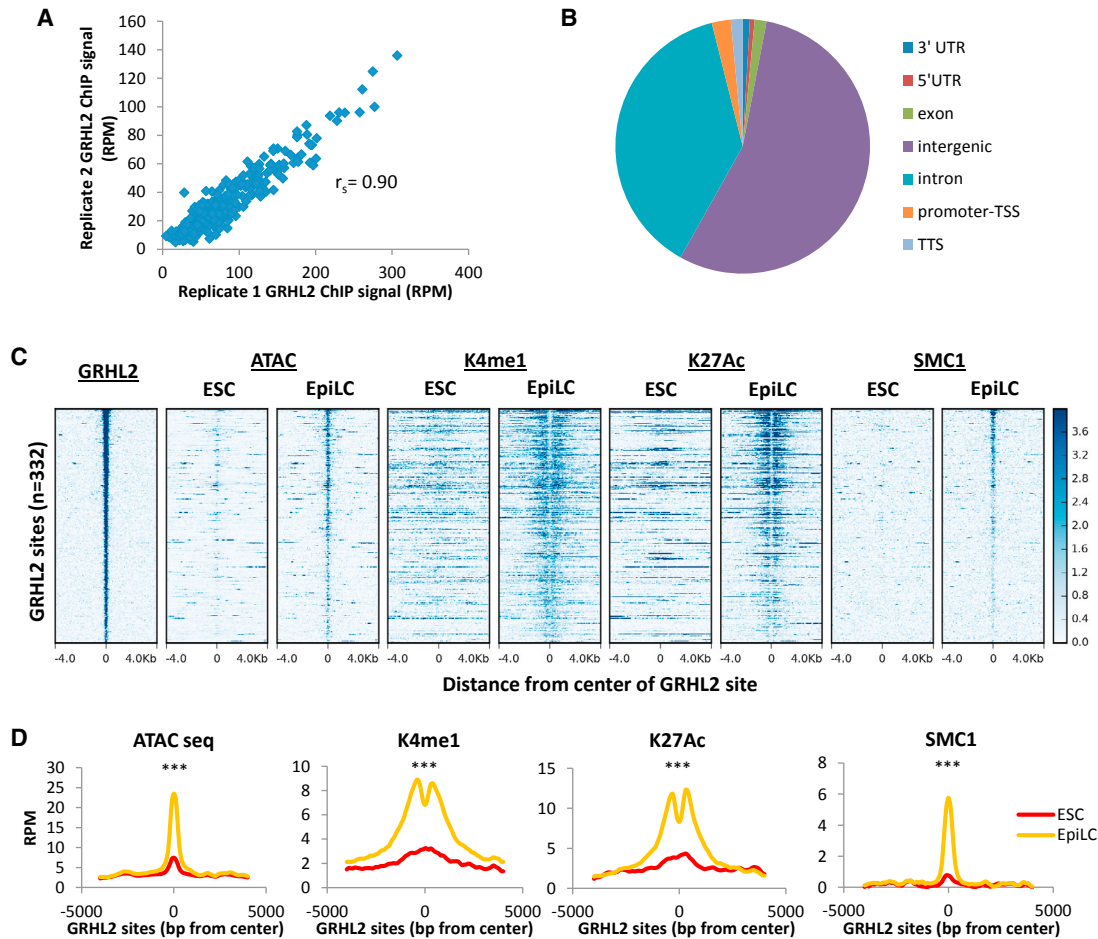 A
160
140
120
100
80
60
40
20
0
Replicate 2 GRHL2 ChIP signal
(RPM)
rs= 0.90
0 100 200 300 400
Replicate 1 GRHL2 ChIP signal (RPM)
B
3' UTR
5'UTR
exon
intergenic
intron
promoter-TSS
TTS
C
GRHL2
ATAC
K4me1
K27Ac
SMC1
ESC EpiLC ESC EpiLC ESC EpiLC ESC EpiLC
GRHL2 sites (n=332)
3.6
3.2
2.8
2.4
2.0
1.6
1.2
0.8
0.4
0.0
-4.0 0 4.0Kb -4.0 0 4.0Kb -4.0 0 4.0Kb -4.0 0 4.0Kb -4.0 0 4.0Kb -4.0 0 4.0Kb -4.0 0 4.0Kb -4.0 0 4.0Kb -4.0 0 4.0Kb
Distance from center of GRHL2 site
D
ATAC seq
***
30
25
20
15
10
5
0
RPM
-5000 0 5000
GRHL2 sites (bp from center)
K4me1
***
10
8
6
4
2
0
-5000 0 5000
GRHL2 sites (bp from center)
K27Ac
***
15
10
5
0
-5000 0 5000
GRHL2 sites (bp from center)
SMC1
***
8
6
4
2
0
-5000 0 5000
GRHL2 sites (bp from center)
ESC
EpiLC